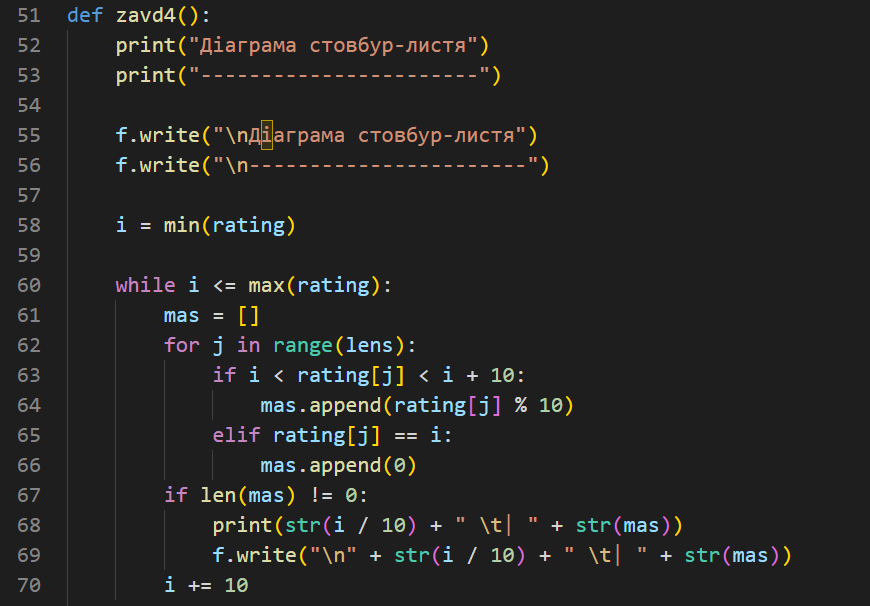 51 def zavd4():
52     print("Діаграма стовбур-листя")
53     print("-----------------------")
54
55     f.write("\nДіаграма стовбур-листя")
56     f.write("\n-----------------------")
57
58     i = min(rating)
59
60     while i <= max(rating):
61         mas = []
62         for j in range(lens):
63             if i < rating[j] < i + 10:
64                 mas.append(rating[j] % 10)
65             elif rating[j] == i:
66                 mas.append(0)
67         if len(mas) != 0:
68             print(str(i / 10) + " \t| " + str(mas))
69             f.write("\n" + str(i / 10) + " \t| " + str(mas))
70         i += 10